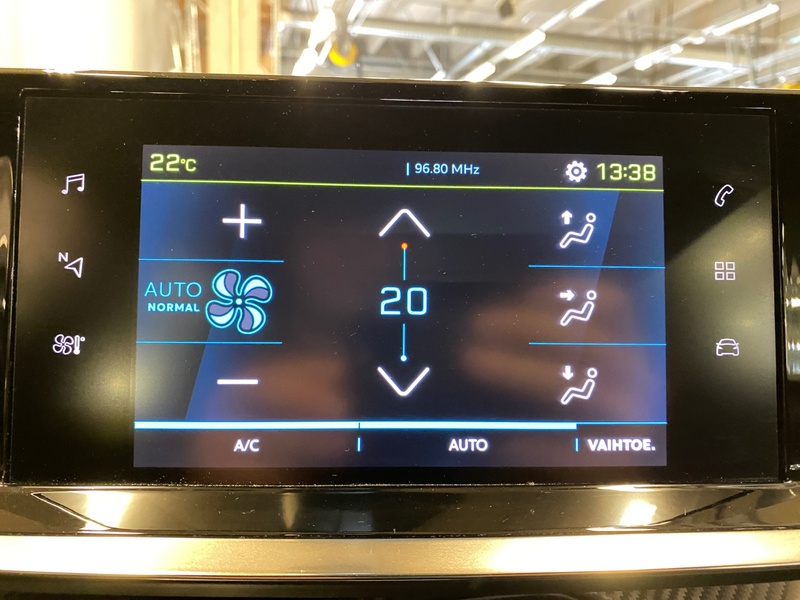 22°C
96.80 MHz
13:38
N
AUTO
NORMAL
20
A/C
AUTO
VAIHTOE.